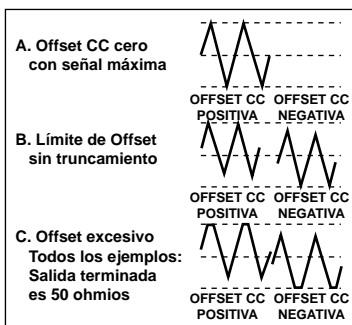 A. Offset CC cero
con señal máxima
OFFSET CC POSITIVA
OFFSET CC NEGATIVA
B. Límite de Offset
sin truncamiento
OFFSET CC POSITIVA
OFFSET CC NEGATIVA
C. Offset excesivo
Todos los ejemplos:
Salida terminada
es 50 ohmios
OFFSET CC POSITIVA
OFFSET CC NEGATIVA